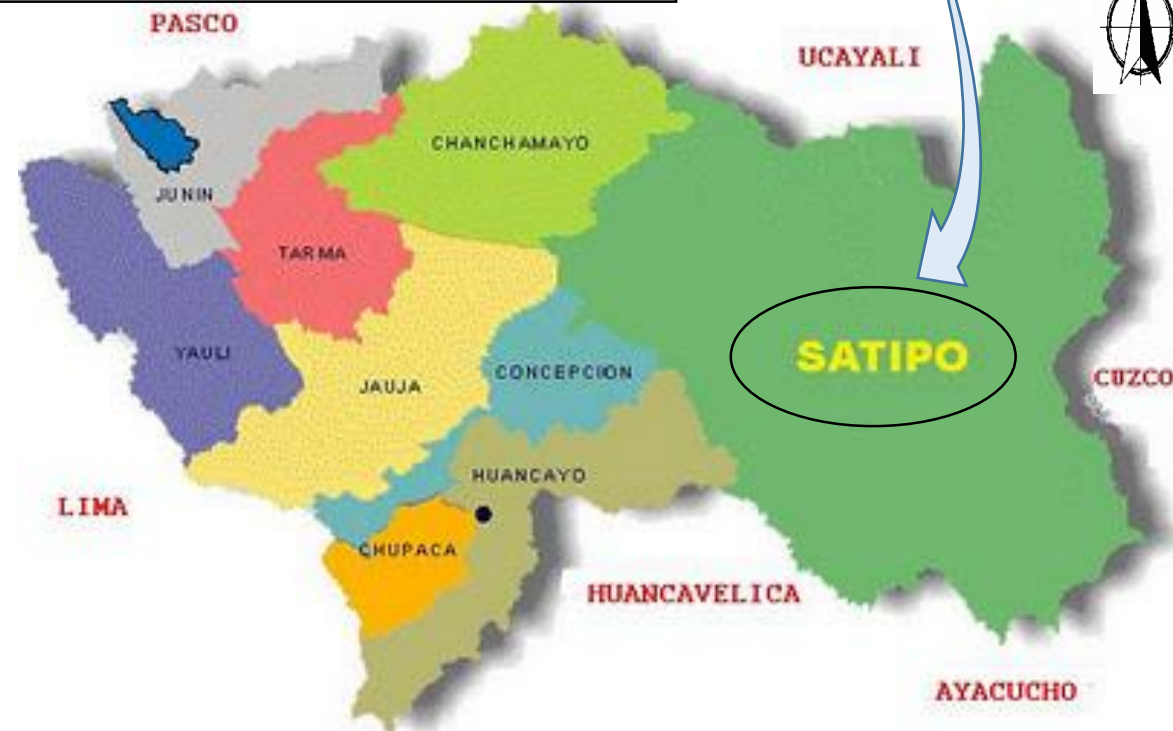 PASCO
UCAYALI
CHANCHAMAYO
JUNIN
TARMA
YAULI
SATIPO
CONCEPCION
CUZCO
JAUJA
HUANCAYO
LIMA
CHUPACA
HUANCAVELICA
AYACUCHO